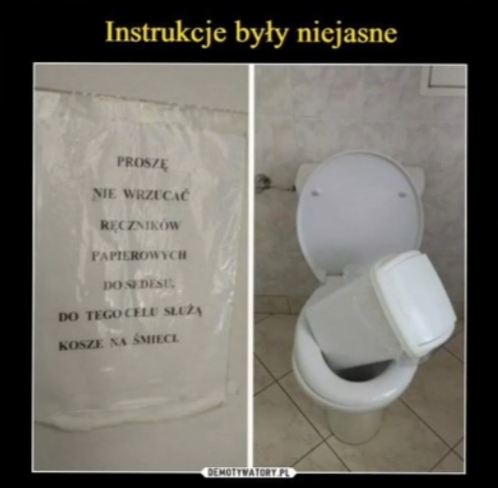 Instrukcje były niejasne
PROSZĘ
NIE WRZUCAĆ
RĘCZNIKÓW
PAPIEROWYCH
DO SEDESU.
DO TEGO CELU SŁUŻĄ
KOSZE NA ŚMIECI.
DEMOTYWATORY.PL